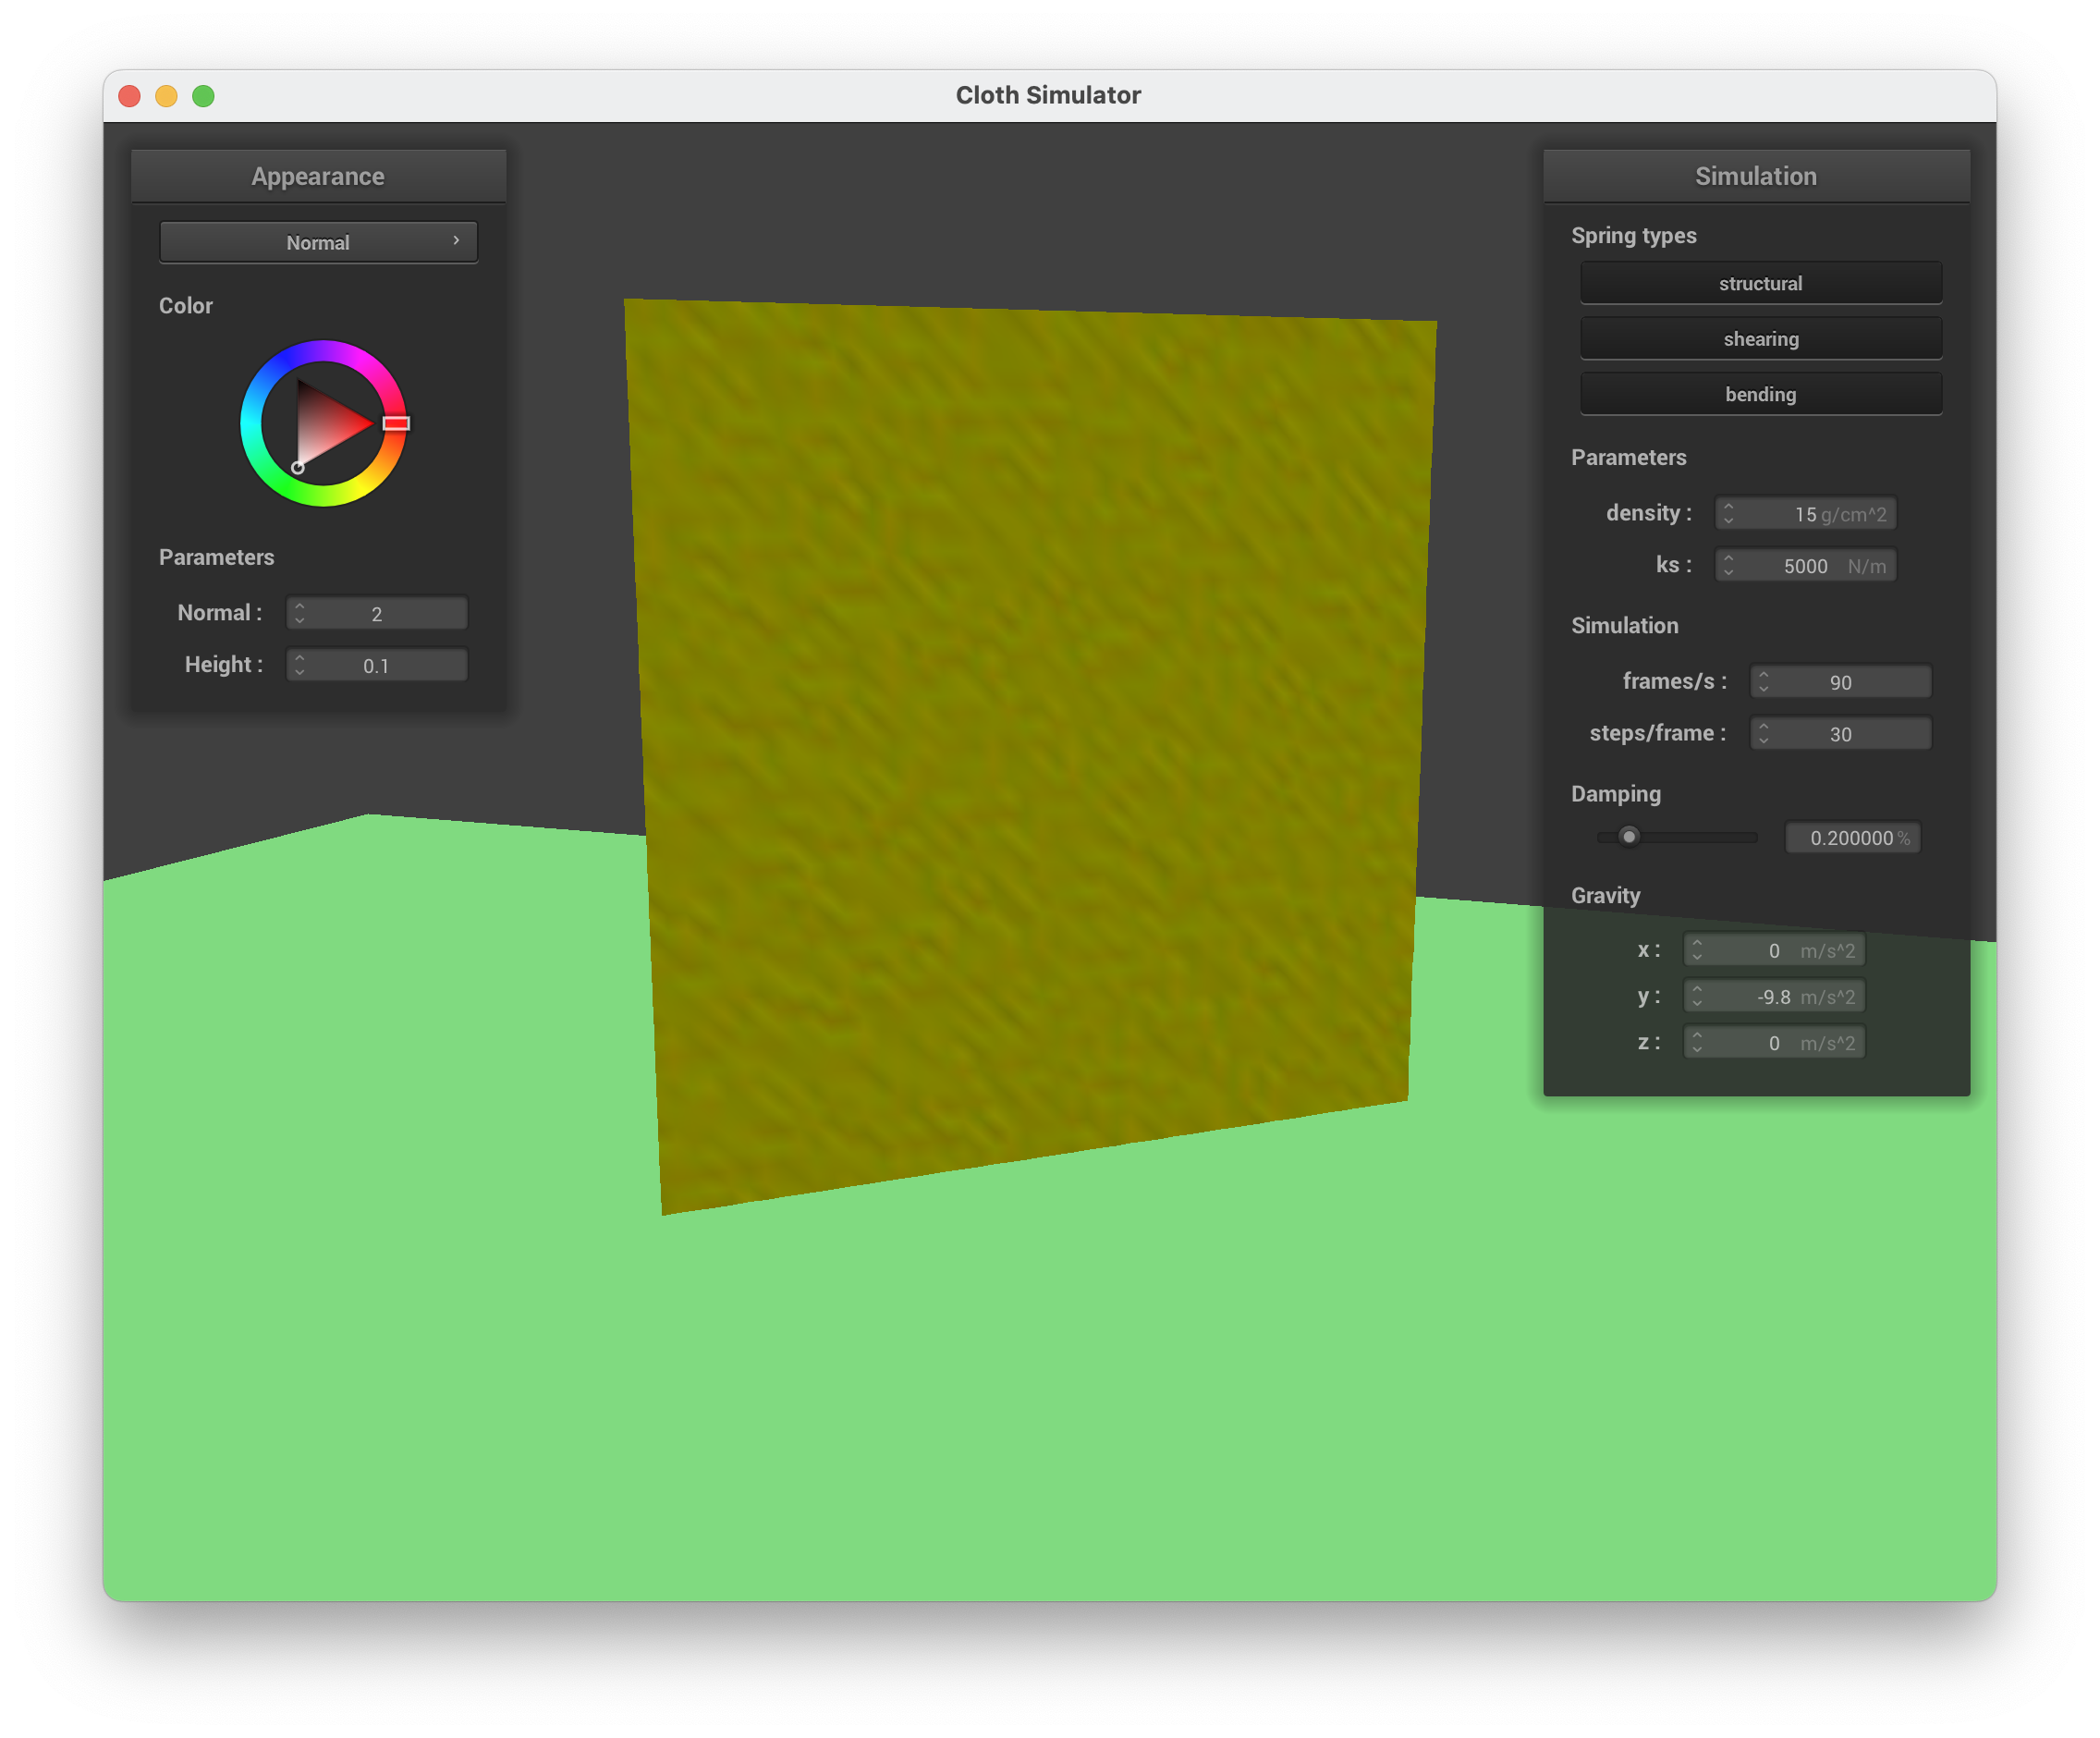 Cloth Simulator
Appearance
Normal
Color
Parameters
Normal : 2
Height : 0.1
Simulation
Spring types
structural
shearing
bending
Parameters
density : 15 g/cm^2
ks : 5000 N/m
Simulation
frames/s : 90
steps/frame : 30
Damping
0.200000 %
Gravity
x : 0 m/s^2
y : -9.8 m/s^2
z : 0 m/s^2